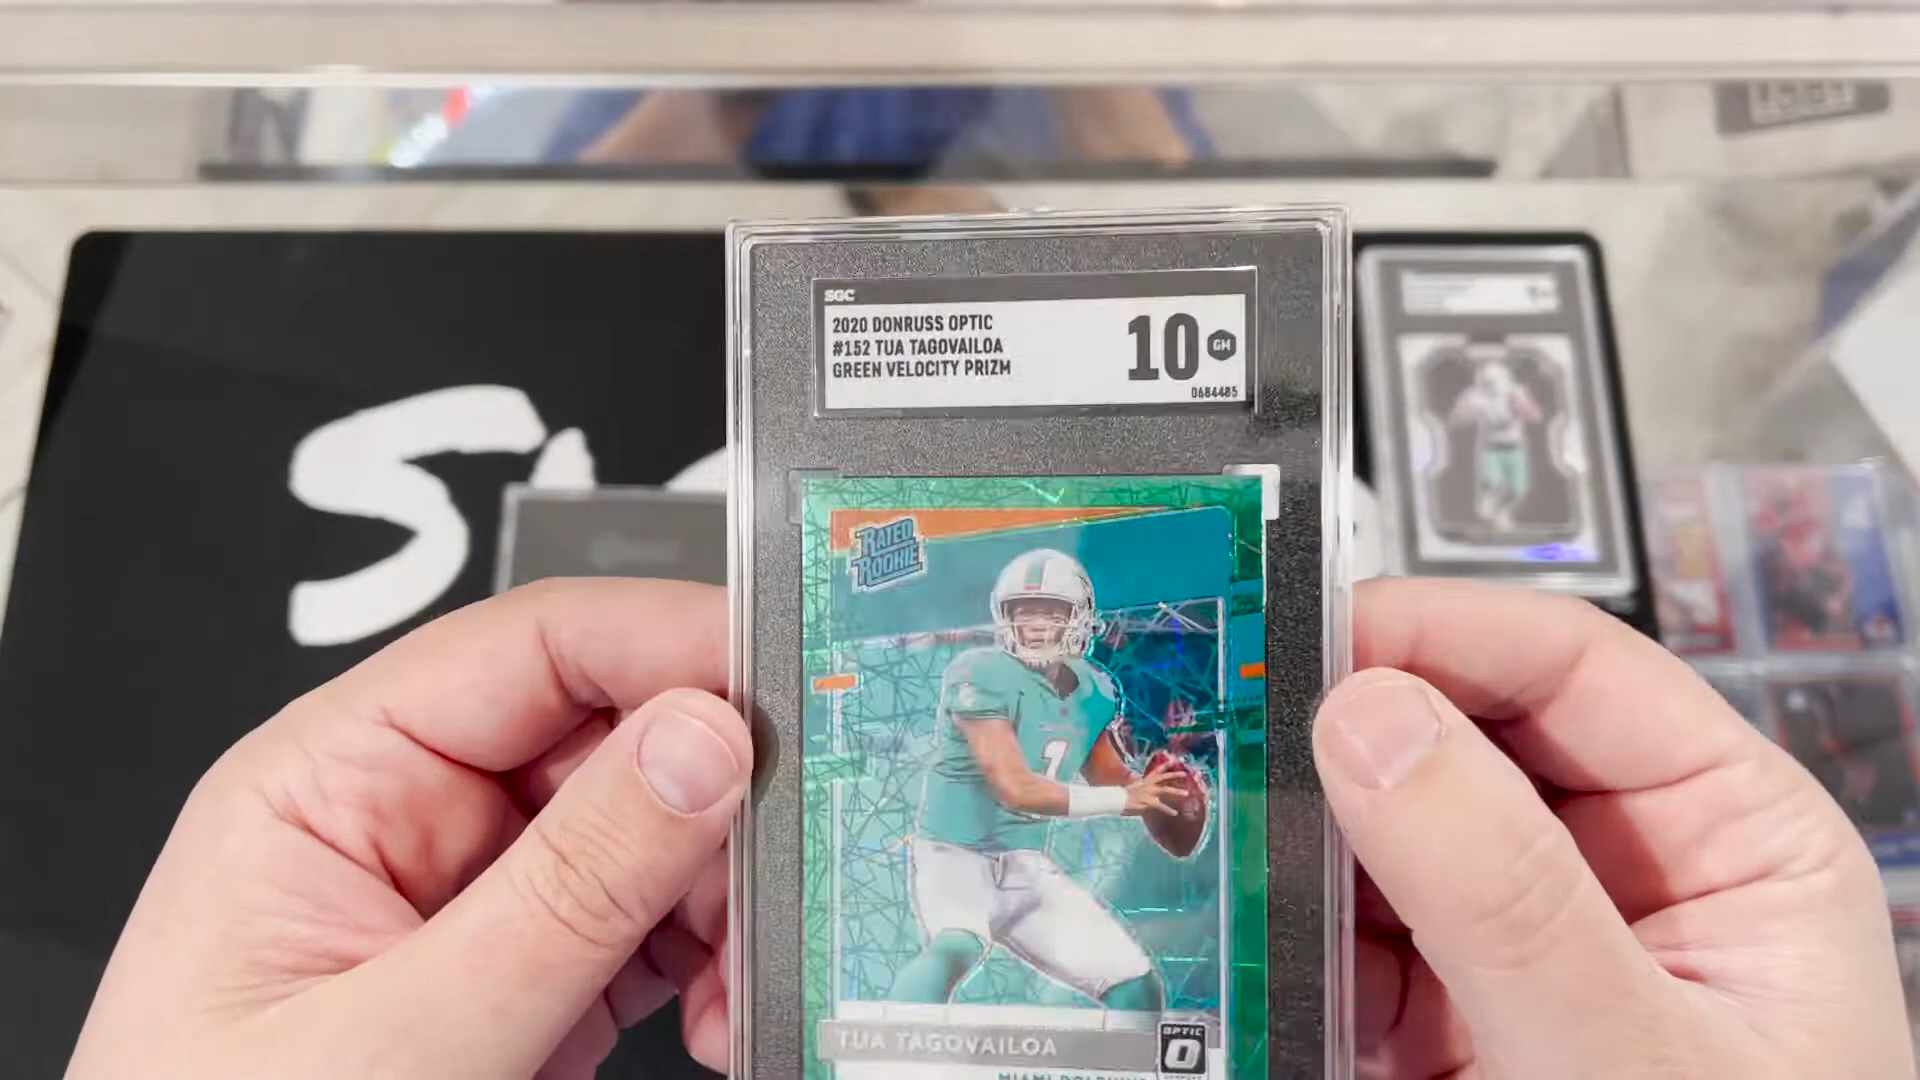 SGC
2020 DONRUSS OPTIC
#152 TUA TAGOVAILOA
GREEN VELOCITY PRIZM
10
GM
0684485
RATED
ROOKIE
1
TUA TAGOVAILOA
OPTIC
MIAMI DOLPHINS